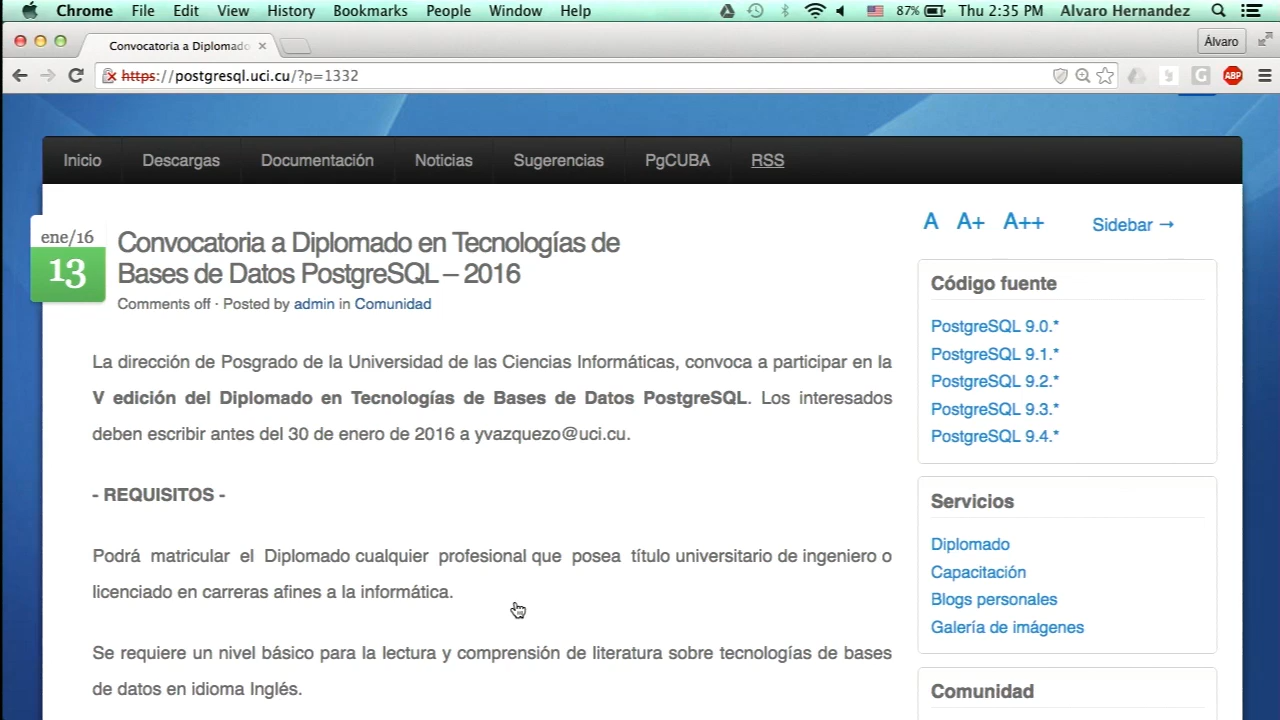 Chrome File Edit View History Bookmarks People Window Help 87% Thu 2:35 PM Alvaro Hernandez
Convocatoria a Diplomado Álvaro
https://postgresql.uci.cu/?p=1332 G ABP
Inicio Descargas Documentación Noticias Sugerencias PgCUBA RSS
A A+ A++ Sidebar →
ene/16
13
Convocatoria a Diplomado en Tecnologías de
Bases de Datos PostgreSQL – 2016
Comments off · Posted by admin in Comunidad
La dirección de Posgrado de la Universidad de las Ciencias Informáticas, convoca a participar en la
V edición del Diplomado en Tecnologías de Bases de Datos PostgreSQL. Los interesados
deben escribir antes del 30 de enero de 2016 a yvazquezo@uci.cu.
- REQUISITOS -
Podrá matricular el Diplomado cualquier profesional que posea título universitario de ingeniero o
licenciado en carreras afines a la informática.
Se requiere un nivel básico para la lectura y comprensión de literatura sobre tecnologías de bases
de datos en idioma Inglés.
Código fuente
PostgreSQL 9.0.*
PostgreSQL 9.1.*
PostgreSQL 9.2.*
PostgreSQL 9.3.*
PostgreSQL 9.4.*
Servicios
Diplomado
Capacitación
Blogs personales
Galería de imágenes
Comunidad